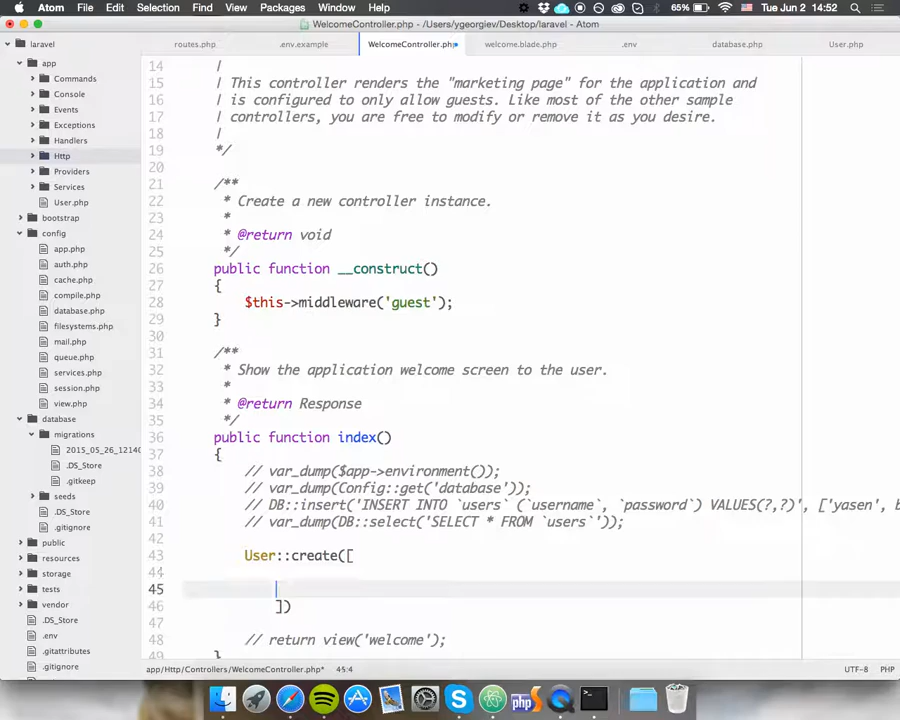 Atom File Edit Selection Find View Packages Window Help 65% Tue Jun 2 14:52
WelcomeController.php - /Users/ygeorgiev/Desktop/laravel - Atom
laravel
routes.php .env.example WelcomeController.php welcome.blade.php .env database.php User.php
app
Commands
Console
Events
Exceptions
Handlers
Http
Providers
Services
User.php
bootstrap
config
app.php
auth.php
cache.php
compile.php
database.php
filesystems.php
mail.php
queue.php
services.php
session.php
view.php
database
migrations
2015_05_26_12140
.DS_Store
.gitkeep
seeds
.DS_Store
.gitignore
public
resources
storage
tests
vendor
.DS_Store
.env
.gitattributes
.gitignore
14 |
15 | This controller renders the "marketing page" for the application and
16 | is configured to only allow guests. Like most of the other sample
17 | controllers, you are free to modify or remove it as you desire.
18 |
19 */
20
21 /**
22 * Create a new controller instance.
23 *
24 * @return void
25 */
26 public function __construct()
27 {
28 $this->middleware('guest');
29 }
30
31 /**
32 * Show the application welcome screen to the user.
33 *
34 * @return Response
35 */
36 public function index()
37 {
38 // var_dump($app->environment());
39 // var_dump(Config::get('database'));
40 // DB::insert('INSERT INTO `users` (`username`, `password`) VALUES(?,?)', ['yasen', b
41 // var_dump(DB::select('SELECT * FROM `users`'));
42
43 User::create([
44
45
46 ])
47
48 // return view('welcome');
49 }
app/Http/Controllers/WelcomeController.php* 45:4 UTF-8 PHP
php